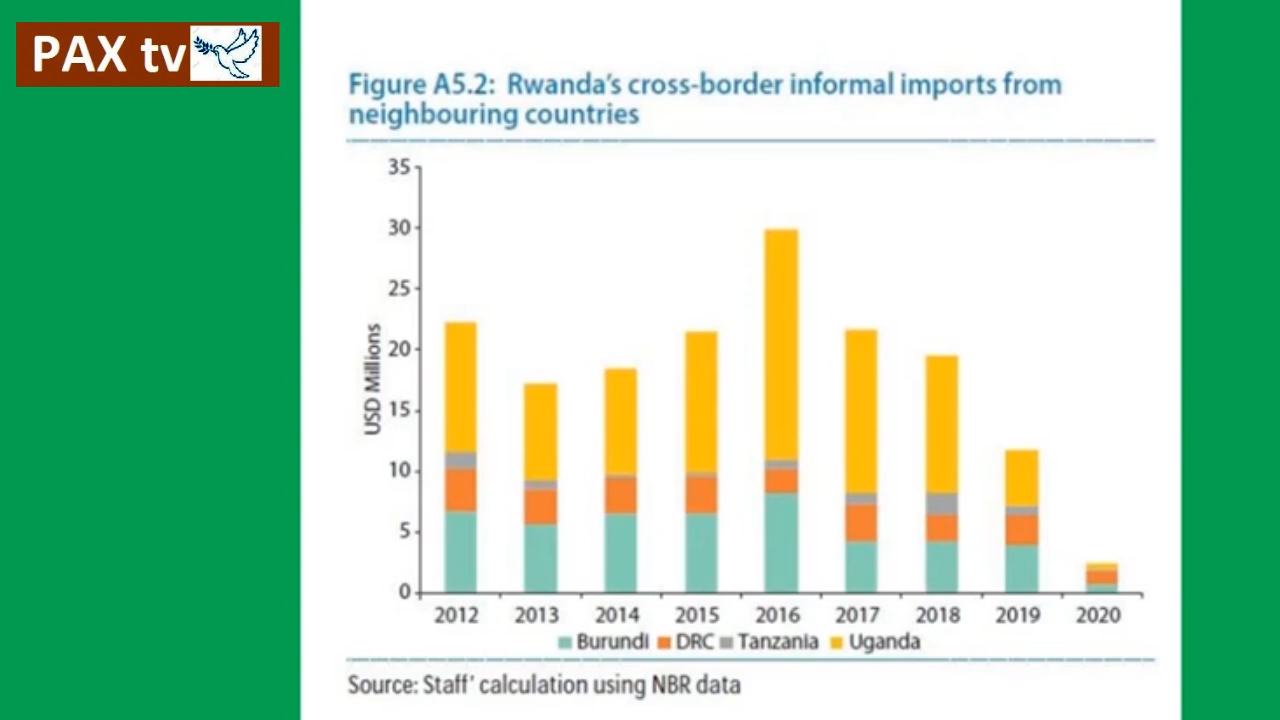 PAX tv
Figure A5.2: Rwanda's cross-border informal imports from
neighbouring countries
35
30
25
20
15
10
5
0
USD Millions
2012 2013 2014 2015 2016 2017 2018 2019 2020
Burundi DRC Tanzania Uganda
Source: Staff' calculation using NBR data